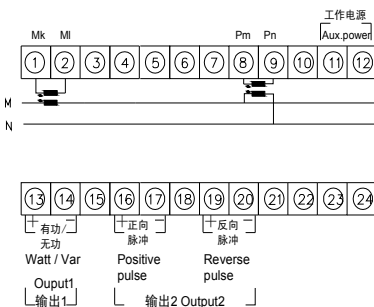 工作电源
Mk Ml Pm Pn Aux.power
1 2 3 4 5 6 7 8 9 10 11 12
M
N
13 14 15 16 17 18 19 20 21 22 23 24
+ 有功/ - + 正向 - + 反向 -
无功 脉冲 脉冲
Watt / Var Positive Reverse
pulse pulse
Ouput1
输出1 输出2 Output2